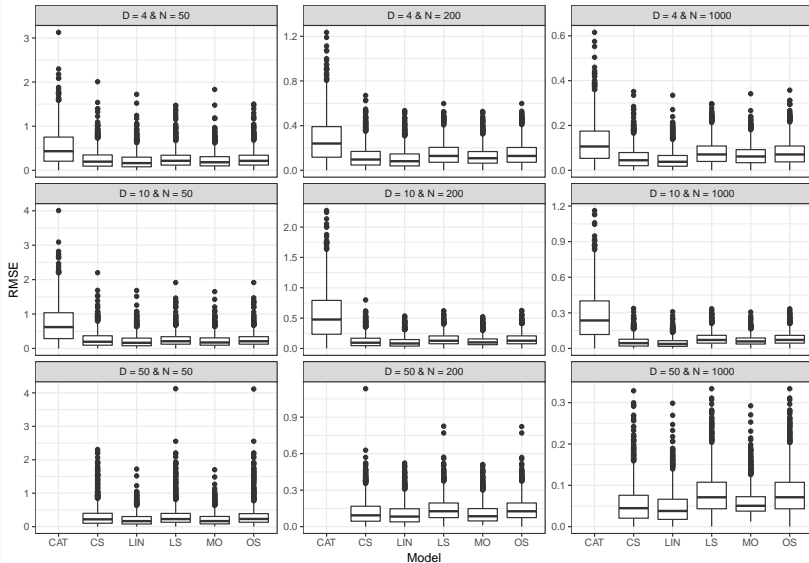 D = 4 & N = 50
D = 4 & N = 200
D = 4 & N = 1000
3
2
1
0
1.2
0.8
0.4
0.0
0.6
0.4
0.2
0.0
D = 10 & N = 50
D = 10 & N = 200
D = 10 & N = 1000
4
3
2
1
0
2.0
1.5
1.0
0.5
0.0
1.2
0.9
0.6
0.3
0.0
RMSE
D = 50 & N = 50
D = 50 & N = 200
D = 50 & N = 1000
4
3
2
1
0
0.9
0.6
0.3
0.0
0.3
0.2
0.1
0.0
CAT CS LIN LS MO OS
CAT CS LIN LS MO OS
CAT CS LIN LS MO OS
Model